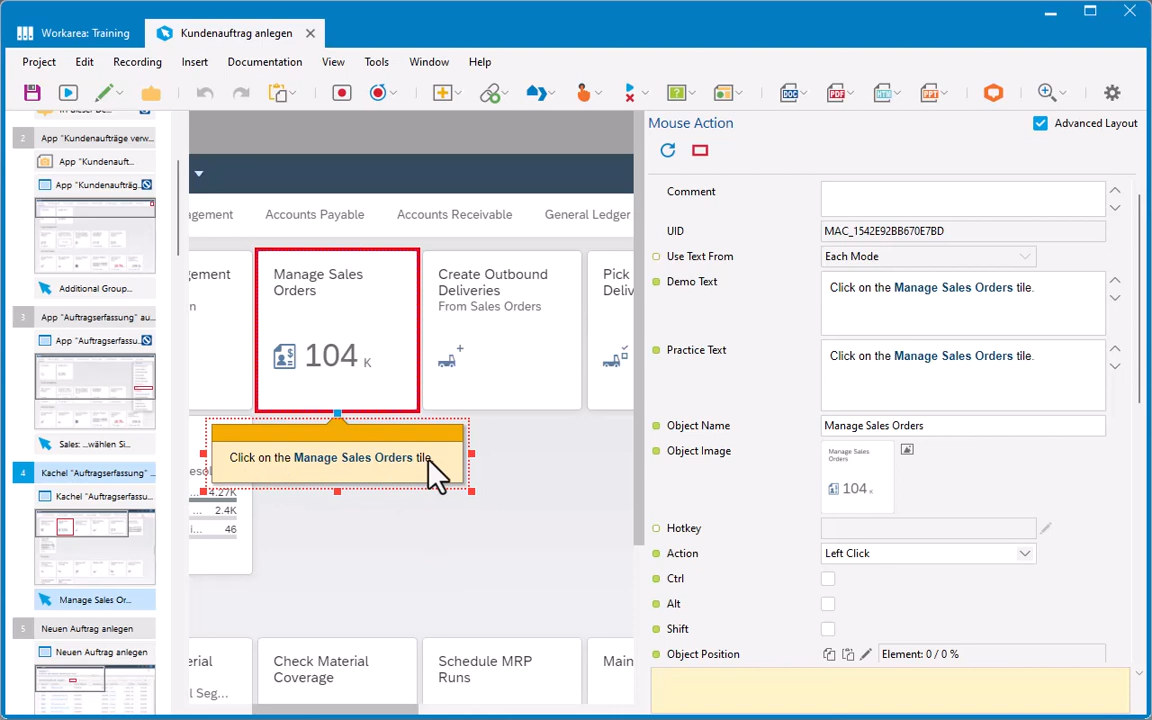 Workarea: Training
Kundenauftrag anlegen
Project Edit Recording Insert Documentation View Tools Window Help
DOC PDF HTM PPT
2 App "Kundenaufträge verw...
App "Kundenauft...
App "Kundenaufträg...
Additional Group...
3 App "Auftragserfassung" au...
App "Auftragserfassu...
Sales: ...wählen Si...
4 Kachel "Auftragserfassung" ...
Kachel "Auftragserfassu...
Manage Sales Or...
5 Neuen Auftrag anlegen
Neuen Auftrag anlegen
agement Accounts Payable Accounts Receivable General Ledger
ement
Manage Sales
Orders
104 K
Create Outbound
Deliveries
From Sales Orders
Pick
Deliv
Click on the Manage Sales Orders tile.
... 4.27K
... 2.4K
i... 46
erial
l Seg...
Check Material
Coverage
Schedule MRP
Runs
Main
Mouse Action
Advanced Layout
Comment
UID MAC_1542E92BB670E7BD
Use Text From Each Mode
Demo Text Click on the Manage Sales Orders tile.
Practice Text Click on the Manage Sales Orders tile.
Object Name Manage Sales Orders
Object Image
Manage Sales
Orders
104 K
Hotkey
Action Left Click
Ctrl
Alt
Shift
Object Position Element: 0 / 0 %